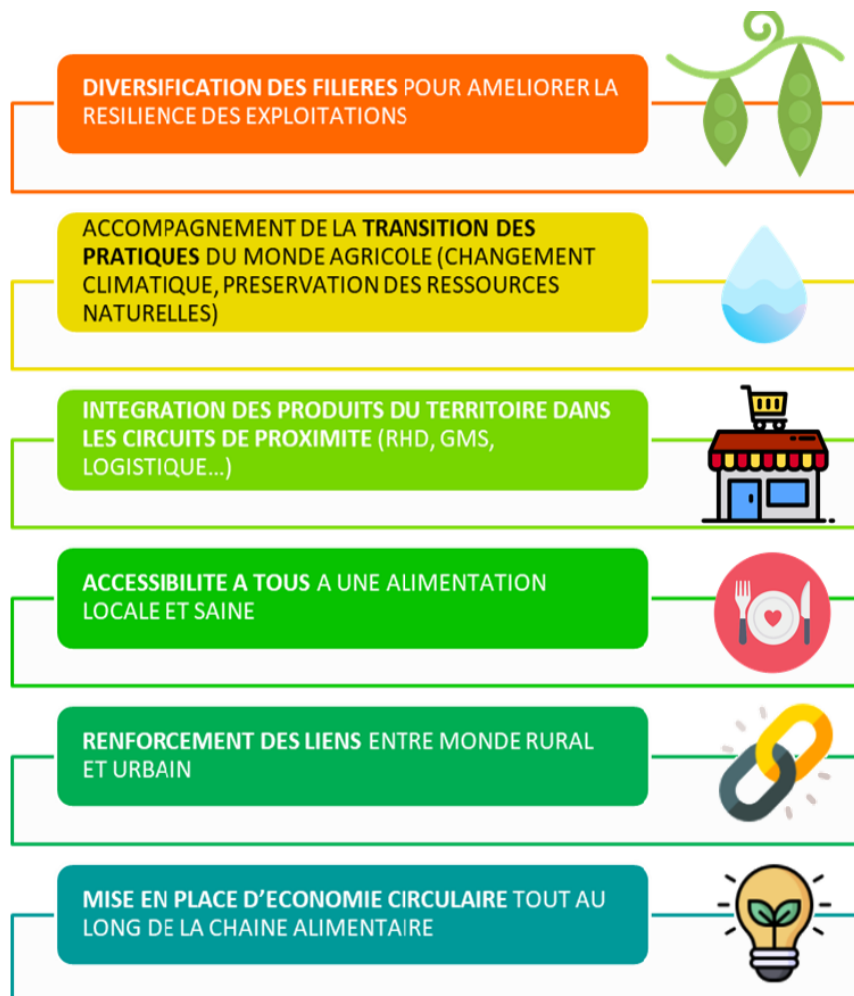 DIVERSIFICATION DES FILIERES POUR AMELIORER LA
RESILIENCE DES EXPLOITATIONS
ACCOMPAGNEMENT DE LA TRANSITION DES
PRATIQUES DU MONDE AGRICOLE (CHANGEMENT
CLIMATIQUE, PRESERVATION DES RESSOURCES
NATURELLES)
INTEGRATION DES PRODUITS DU TERRITOIRE DANS
LES CIRCUITS DE PROXIMITE (RHD, GMS,
LOGISTIQUE...)
ACCESSIBILITE A TOUS A UNE ALIMENTATION
LOCALE ET SAINE
RENFORCEMENT DES LIENS ENTRE MONDE RURAL
ET URBAIN
MISE EN PLACE D'ECONOMIE CIRCULAIRE TOUT AU
LONG DE LA CHAINE ALIMENTAIRE